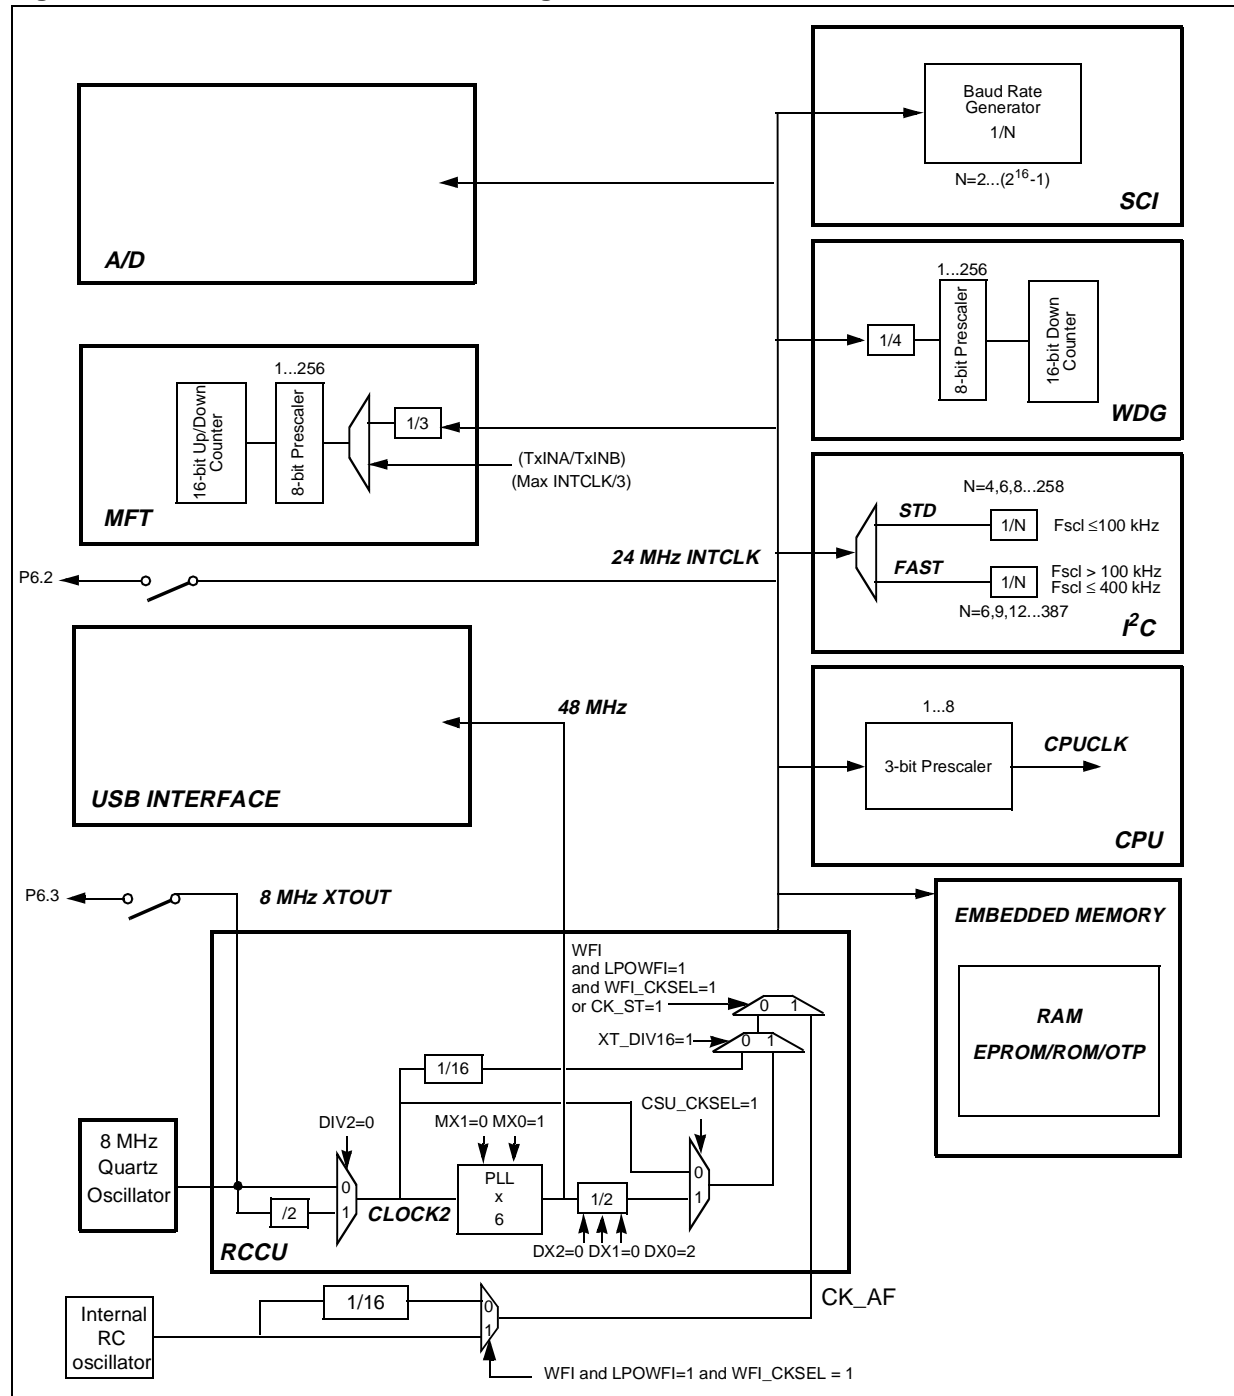 Baud Rate
Generator
1/N
N=2...(2^16-1)
SCI
A/D
1...256
1/4
8-bit Prescaler
16-bit Down
Counter
WDG
1...256
16-bit Up/Down
Counter
8-bit Prescaler
1/3
(TxINA/TxINB)
(Max INTCLK/3)
MFT
N=4,6,8...258
STD
1/N
Fscl ≤100 kHz
FAST
1/N
Fscl > 100 kHz
Fscl ≤ 400 kHz
N=6,9,12...387
I²C
24 MHz INTCLK
P6.2
48 MHz
USB INTERFACE
1...8
3-bit Prescaler
CPUCLK
CPU
P6.3
8 MHz XTOUT
EMBEDDED MEMORY
RAM
EPROM/ROM/OTP
WFI
and LPOWFI=1
and WFI_CKSEL=1
or CK_ST=1
0 1
XT_DIV16=1
0 1
1/16
CSU_CKSEL=1
DIV2=0
MX1=0 MX0=1
8 MHz
Quartz
Oscillator
/2
0
1
CLOCK2
PLL
x
6
1/2
0
1
DX2=0 DX1=0 DX0=2
RCCU
Internal
RC
oscillator
1/16
0
1
CK_AF
WFI and LPOWFI=1 and WFI_CKSEL = 1